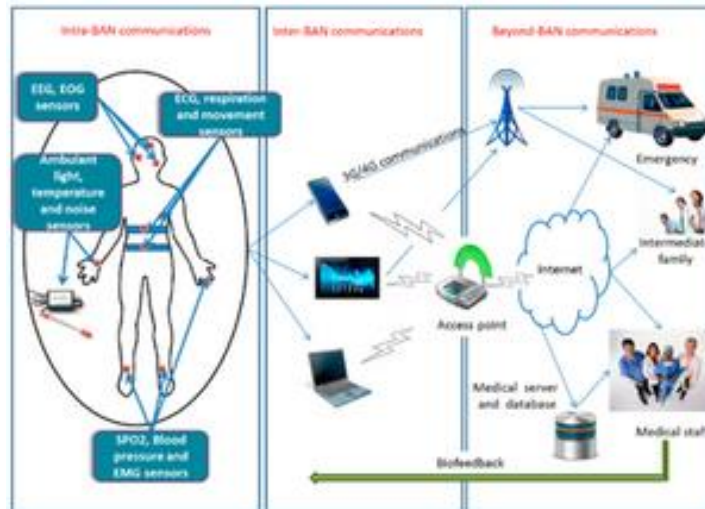 Intra-BAN communications
EEG, EOG
sensors
ECG, respiration
and movement
sensors
Ambulant
light,
temperature
and noise
sensors
SPO2, Blood
pressure and
EMG sensors
Inter-BAN communications
3G/4G communications
Access point
Beyond-BAN communications
Emergency
Intermediate
family
Internet
Medical server
and database
Medical staff
Biofeedback